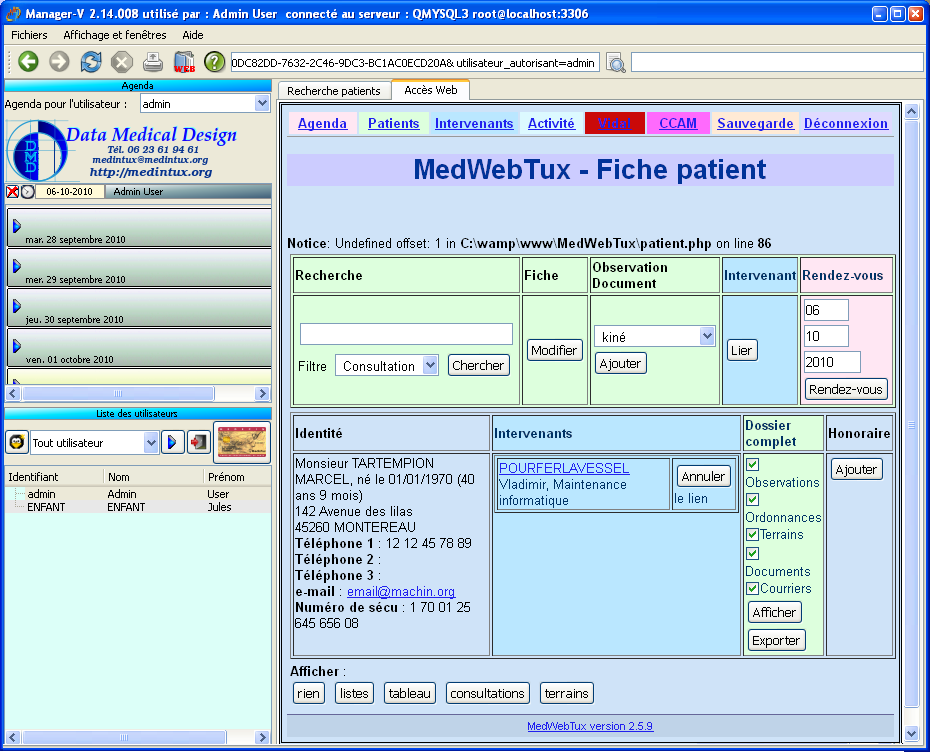 Manager-V 2.14.008 utilisé par : Admin User connecté au serveur : QMYSQL3 root@localhost:3306
Fichiers Affichage et fenêtres Aide
WEB
0DC82DD-7632-2C46-9DC3-BC1AC0ECD20A& utilisateur_autorisant=admin
Agenda
Agenda pour l'utilisateur : admin
DMD
Data Medical Design
Tél. 06 23 61 94 61
medintux@medintux.org
http://medintux.org
06-10-2010 Admin User
mar. 28 septembre 2010
mer. 29 septembre 2010
jeu. 30 septembre 2010
ven. 01 octobre 2010
Liste des utilisateurs
Tout utilisateur
Identifiant Nom Prénom
admin Admin User
ENFANT ENFANT Jules
Recherche patients Accès Web
Agenda Patients Intervenants Activité Vidal CCAM Sauvegarde Déconnexion
MedWebTux - Fiche patient
Notice: Undefined offset: 1 in C:\wamp\www\MedWebTux\patient.php on line 86
Recherche
Filtre Consultation Chercher
Fiche
Modifier
Observation
Document
kiné
Ajouter
Intervenant
Lier
Rendez-vous
06
10
2010
Rendez-vous
Identité
Monsieur TARTEMPION
MARCEL, né le 01/01/1970 (40
ans 9 mois)
142 Avenue des lilas
45260 MONTEREAU
Téléphone 1 : 12 12 45 78 89
Téléphone 2 :
Téléphone 3 :
e-mail : email@machin.org
Numéro de sécu : 1 70 01 25
645 656 08
Intervenants
POURFERLAVESSEL
Vladimir, Maintenance
informatique
Annuler
le lien
Dossier
complet
Observations
Ordonnances
Terrains
Documents
Courriers
Afficher
Exporter
Honoraire
Ajouter
Afficher :
rien listes tableau consultations terrains
MedWebTux version 2.5.9